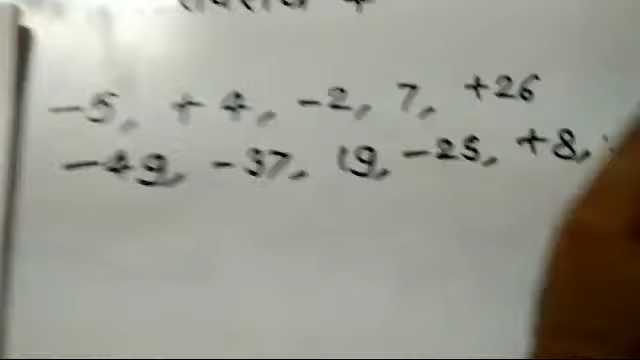 -5, +4, -2, 7, +26
-49, -37, 19, -25, +8,